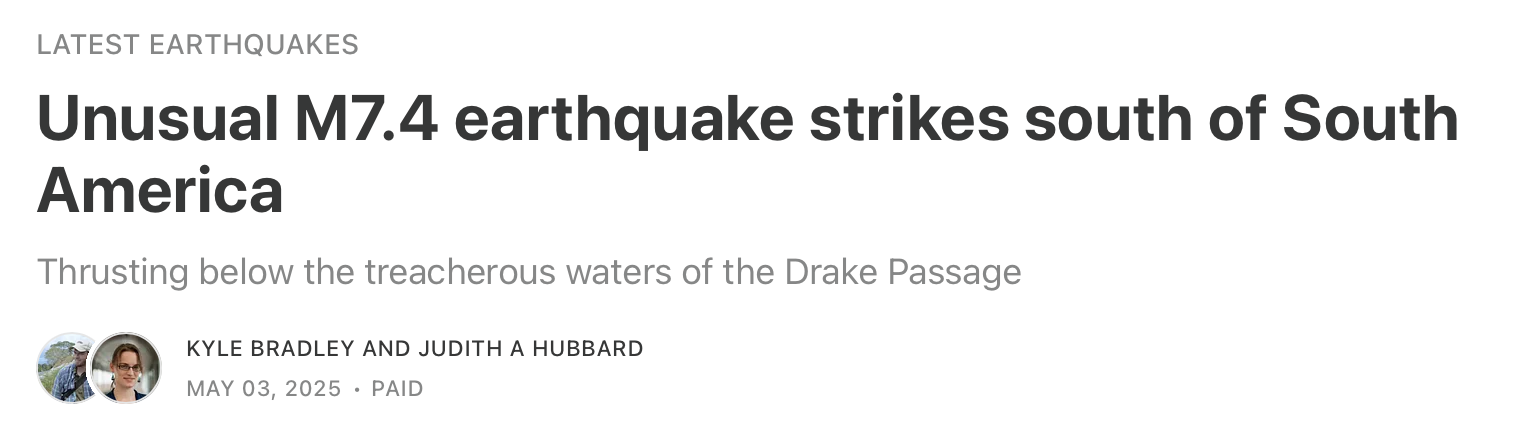 LATEST EARTHQUAKES
Unusual M7.4 earthquake strikes south of South
America
Thrusting below the treacherous waters of the Drake Passage
KYLE BRADLEY AND JUDITH A HUBBARD
MAY 03, 2025 • PAID